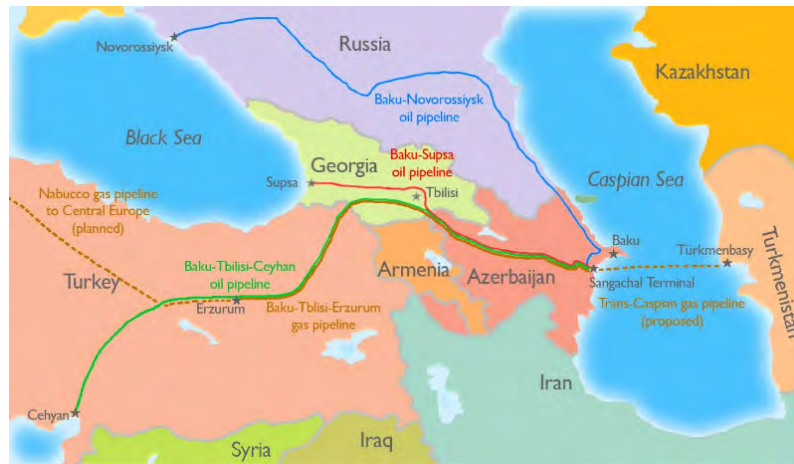 Russia
Novorossiysk
Kazakhstan
Baku-Novorossiysk
oil pipeline
Black Sea
Georgia
Baku-Supsa
oil pipeline
Caspian Sea
Supsa
Tbilisi
Nabucco gas pipeline
to Central Europe
(planned)
Turkmenistan
Baku
Türkmenbasy
Turkey
Baku-Tbilisi-Ceyhan
oil pipeline
Armenia
Azerbaijan
Sangachal Terminal
Erzurum
Baku-Tblisi-Erzurum
gas pipeline
Trans-Caspian gas pipeline
(proposed)
Iran
Cehyan
Syria
Iraq